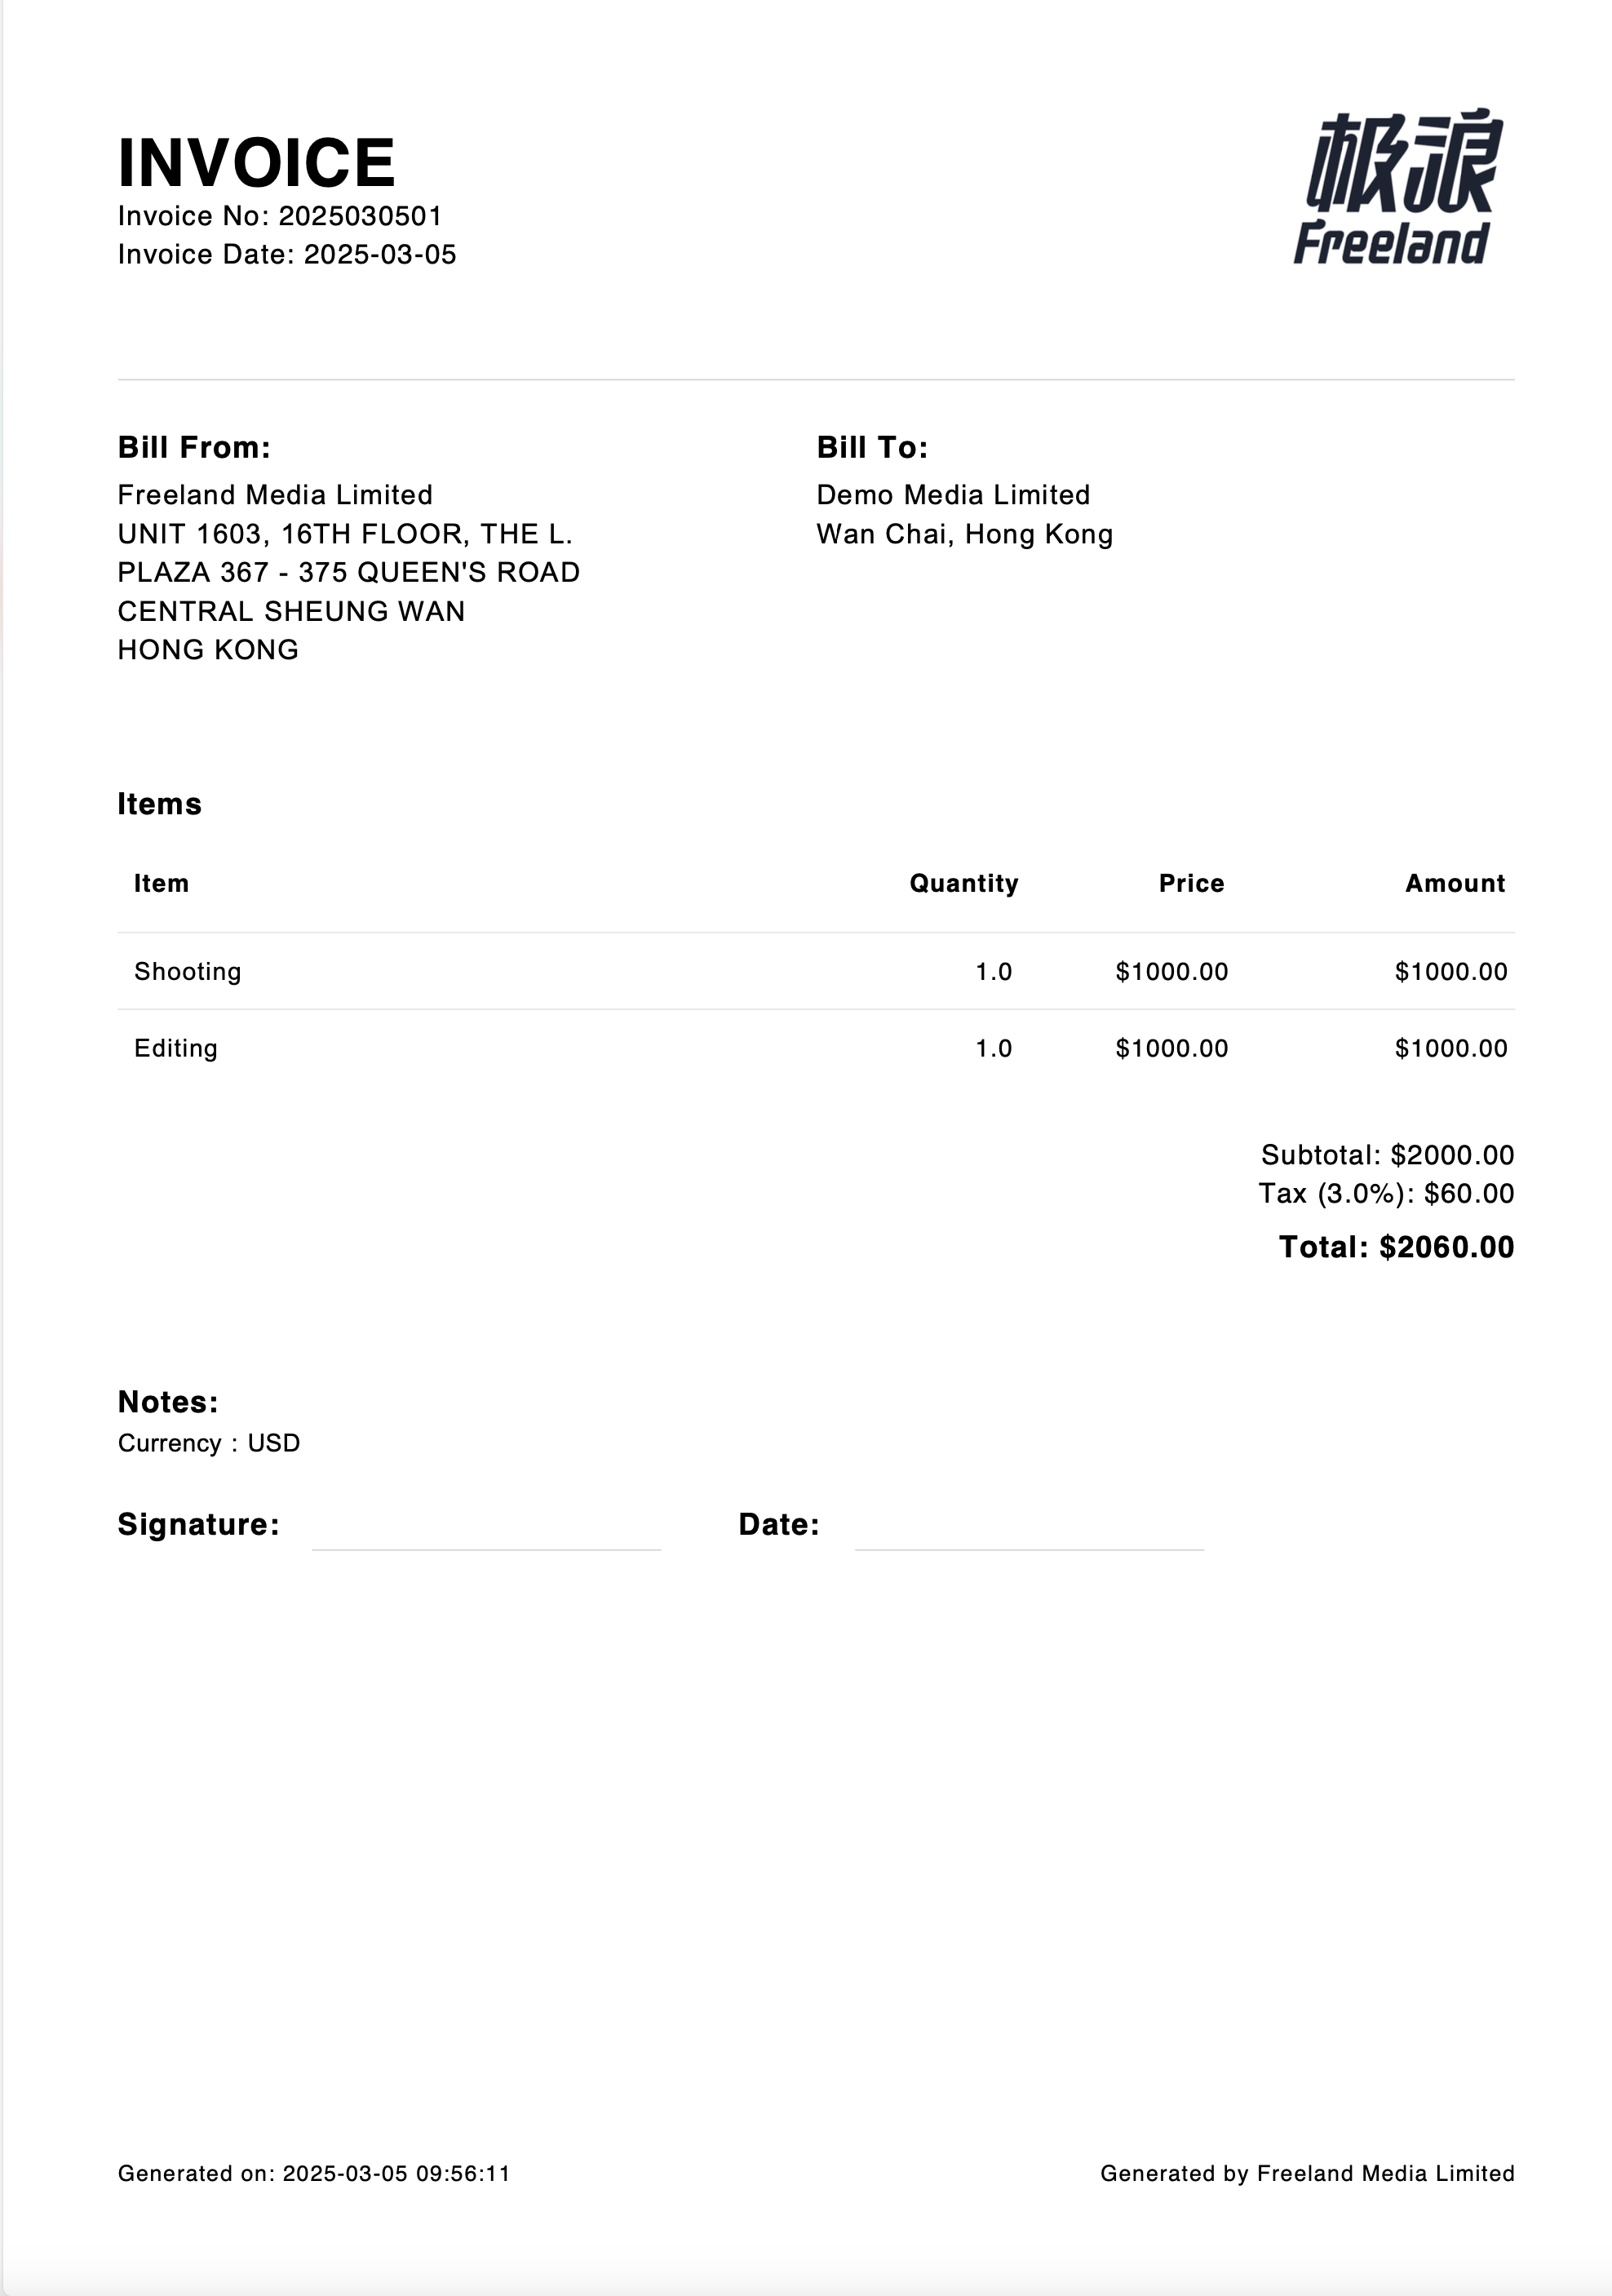 INVOICE
Invoice No: 2025030501
Invoice Date: 2025-03-05
极浪
Freeland
Bill From:
Freeland Media Limited
UNIT 1603, 16TH FLOOR, THE L.
PLAZA 367 - 375 QUEEN'S ROAD
CENTRAL SHEUNG WAN
HONG KONG
Bill To:
Demo Media Limited
Wan Chai, Hong Kong
Items
Item Quantity Price Amount
Shooting 1.0 $1000.00 $1000.00
Editing 1.0 $1000.00 $1000.00
Subtotal: $2000.00
Tax (3.0%): $60.00
Total: $2060.00
Notes:
Currency : USD
Signature: Date:
Generated on: 2025-03-05 09:56:11 Generated by Freeland Media Limited